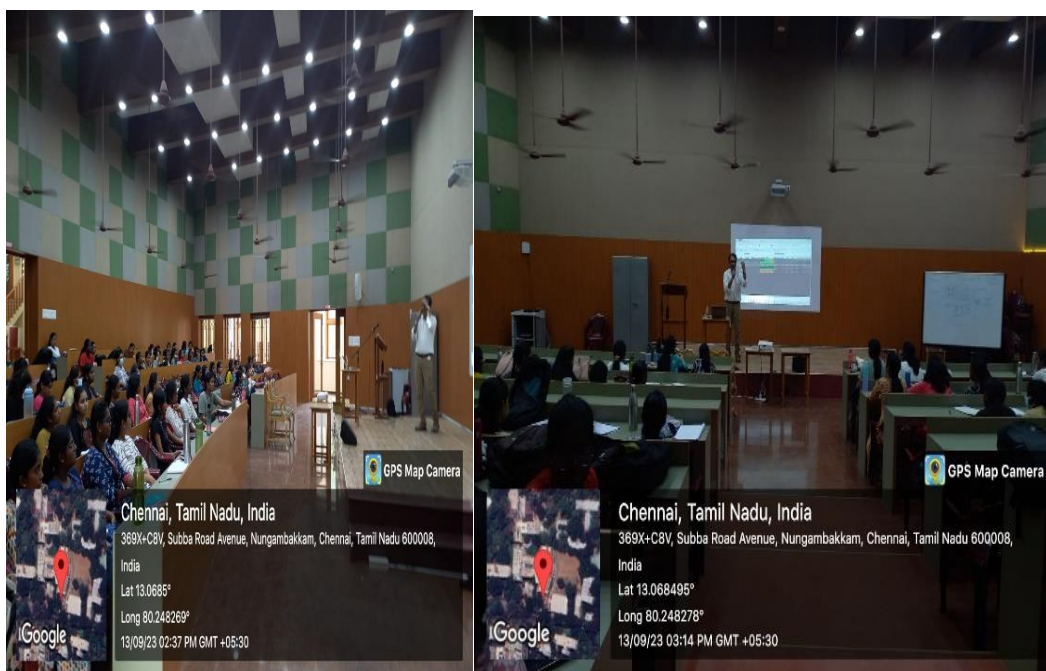 GPS Map Camera
Chennai, Tamil Nadu, India
369X+C8V, Subba Road Avenue, Nungambakkam, Chennai, Tamil Nadu 600008,
India
Lat 13.0685°
Long 80.248269°
13/09/23 02:37 PM GMT +05:30
Google
GPS Map Camera
Chennai, Tamil Nadu, India
369X+C8V, Subba Road Avenue, Nungambakkam, Chennai, Tamil Nadu 600008,
India
Lat 13.068495°
Long 80.248278°
13/09/23 03:14 PM GMT +05:30
Google